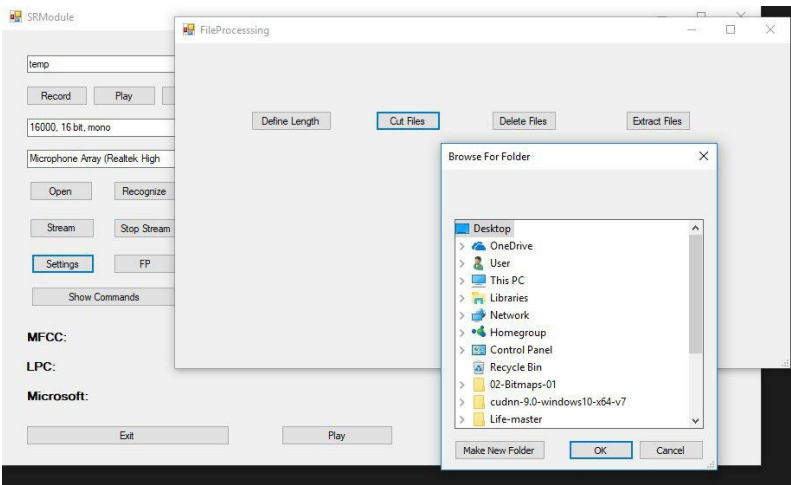 SRModule
temp
Record Play
16000, 16 bit, mono
Microphone Array (Realtek High
Open Recognize
Stream Stop Stream
Settings FP
Show Commands
MFCC:
LPC:
Microsoft:
Exit Play
FileProcesssing
Define Length Cut Files Delete Files Extract Files
Browse For Folder
Desktop
OneDrive
User
This PC
Libraries
Network
Homegroup
Control Panel
Recycle Bin
02-Bitmaps-01
cudnn-9.0-windows10-x64-v7
Life-master
Make New Folder OK Cancel